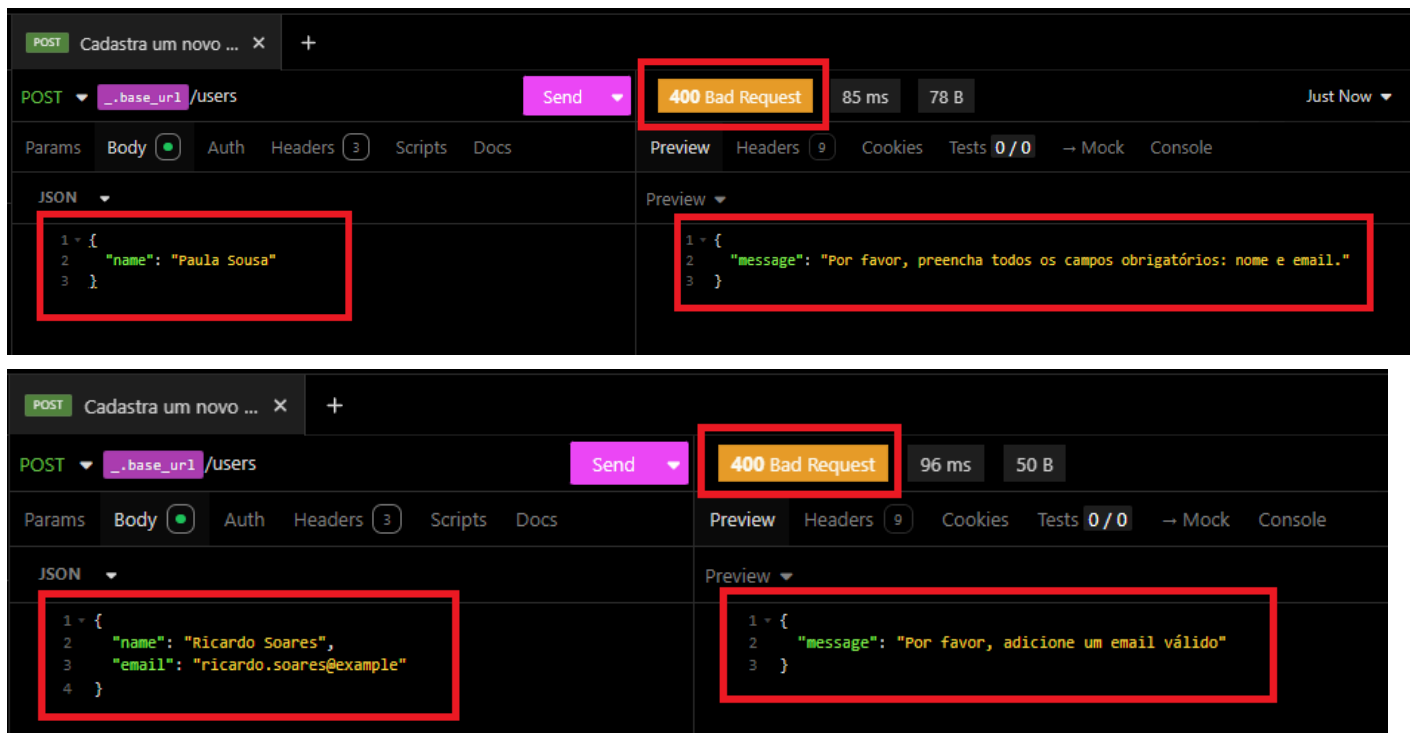 POST Cadastra um novo ... × +
POST _.base_url /users Send 400 Bad Request 85 ms 78 B Just Now
Params Body Auth Headers 3 Scripts Docs Preview Headers 9 Cookies Tests 0 / 0 → Mock Console
JSON Preview
1 { 1 {
2 "name": "Paula Sousa" 2 "message": "Por favor, preencha todos os campos obrigatórios: nome e email."
3 } 3 }
POST Cadastra um novo ... × +
POST _.base_url /users Send 400 Bad Request 96 ms 50 B
Params Body Auth Headers 3 Scripts Docs Preview Headers 9 Cookies Tests 0 / 0 → Mock Console
JSON Preview
1 { 1 {
2 "name": "Ricardo Soares", 2 "message": "Por favor, adicione um email válido"
3 "email": "ricardo.soares@example" 3 }
4 }